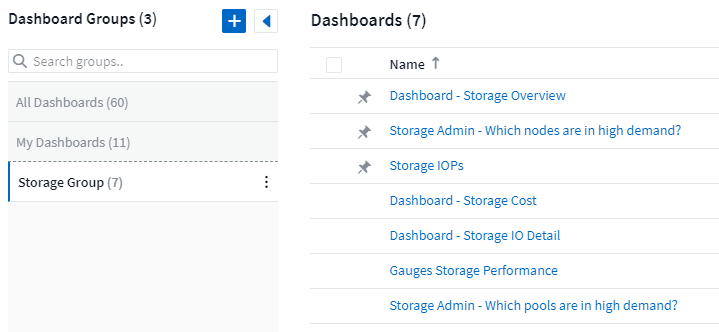 Dashboard Groups (3)
Search groups..
All Dashboards (60)
My Dashboards (11)
Storage Group (7)
Dashboards (7)
Name
Dashboard - Storage Overview
Storage Admin - Which nodes are in high demand?
Storage IOPs
Dashboard - Storage Cost
Dashboard - Storage IO Detail
Gauges Storage Performance
Storage Admin - Which pools are in high demand?